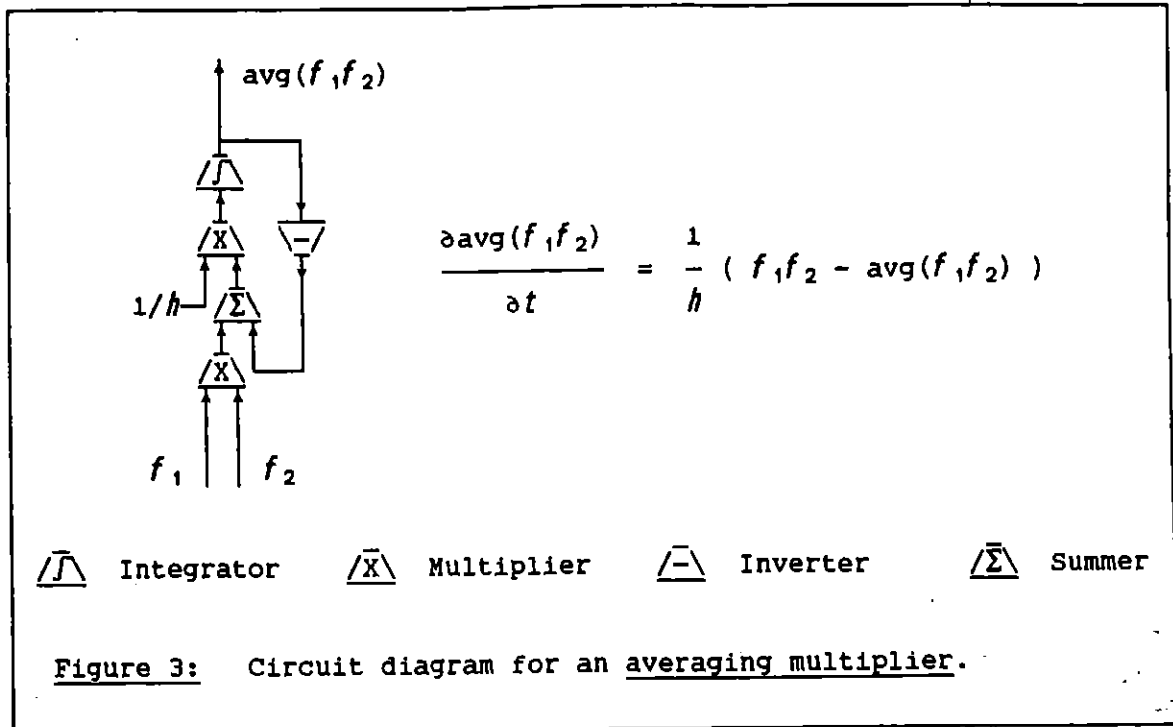 avg(f₁f₂)
∫
X
−
1/h
Σ
X
f₁ f₂
∂avg(f₁f₂)
∂t
=
1
h
( f₁f₂ - avg(f₁f₂) )
∫ Integrator X Multiplier − Inverter Σ Summer
Figure 3: Circuit diagram for an averaging multiplier.